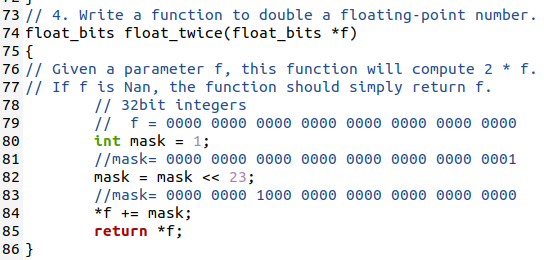 73 // 4. Write a function to double a floating-point number.
74 float_bits float_twice(float_bits *f)
75 {
76 // Given a parameter f, this function will compute 2 * f.
77 // If f is Nan, the function should simply return f.
78         // 32bit integers
79         //  f = 0000 0000 0000 0000 0000 0000 0000 0000
80         int mask = 1;
81         //mask= 0000 0000 0000 0000 0000 0000 0000 0001
82         mask = mask << 23;
83         //mask= 0000 0000 1000 0000 0000 0000 0000 0000
84         *f += mask;
85         return *f;
86 }